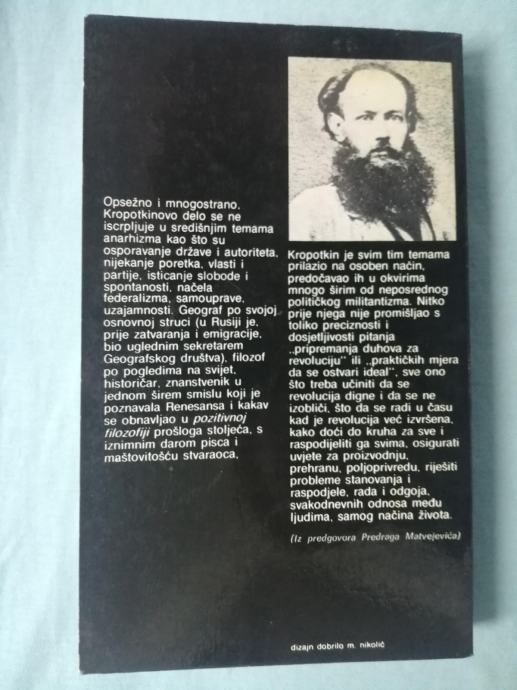 Opsežno i mnogostrano,
Kropotkinovo delo se ne
iscrpljuje u središnjim temama
anarhizma kao što su
osporavanje države i autoriteta,
nijekanje poretka, vlasti i
partije, isticanje slobode i
spontanosti, načela
federalizma, samouprave,
uzajamnosti. Geograf po svojoj
osnovnoj struci (u Rusiji je,
prije zatvaranja i emigracije,
bio uglednim sekretarem
Geografskog društva), filozof
po pogledima na svijet,
historičar, znanstvenik u
jednom širem smislu koji je
poznavala Renesansa i kakav
se obnavljao u pozitivnoj
filozofiji prošloga stoljeća, s
iznimnim darom pisca i
maštovitošću stvaraoca,
Kropotkin je svim tim temama
prilazio na osoben način,
predočavao ih u okvirima
mnogo širim od neposrednog
političkog militantizma. Nitko
prije njega nije promišljao s
toliko preciznosti i
dosjetljivosti pitanja
„pripremanja duhova za
revoluciju" ili „praktičkih mjera
da se ostvari ideal", sve ono
što treba učiniti da se
revolucija digne i da se ne
izobliči, što da se radi u času
kad je revolucija već izvršena,
kako doći do kruha za sve i
raspodijeliti ga svima, osigurati
uvjete za proizvodnju,
prehranu, poljoprivredu, riješiti
probleme stanovanja i
raspodjele, rada i odgoja,
svakodnevnih odnosa među
ljudima, samog načina života.
(Iz predgovora Predraga Matvejevića)
dizajn dobrilo m. nikolić